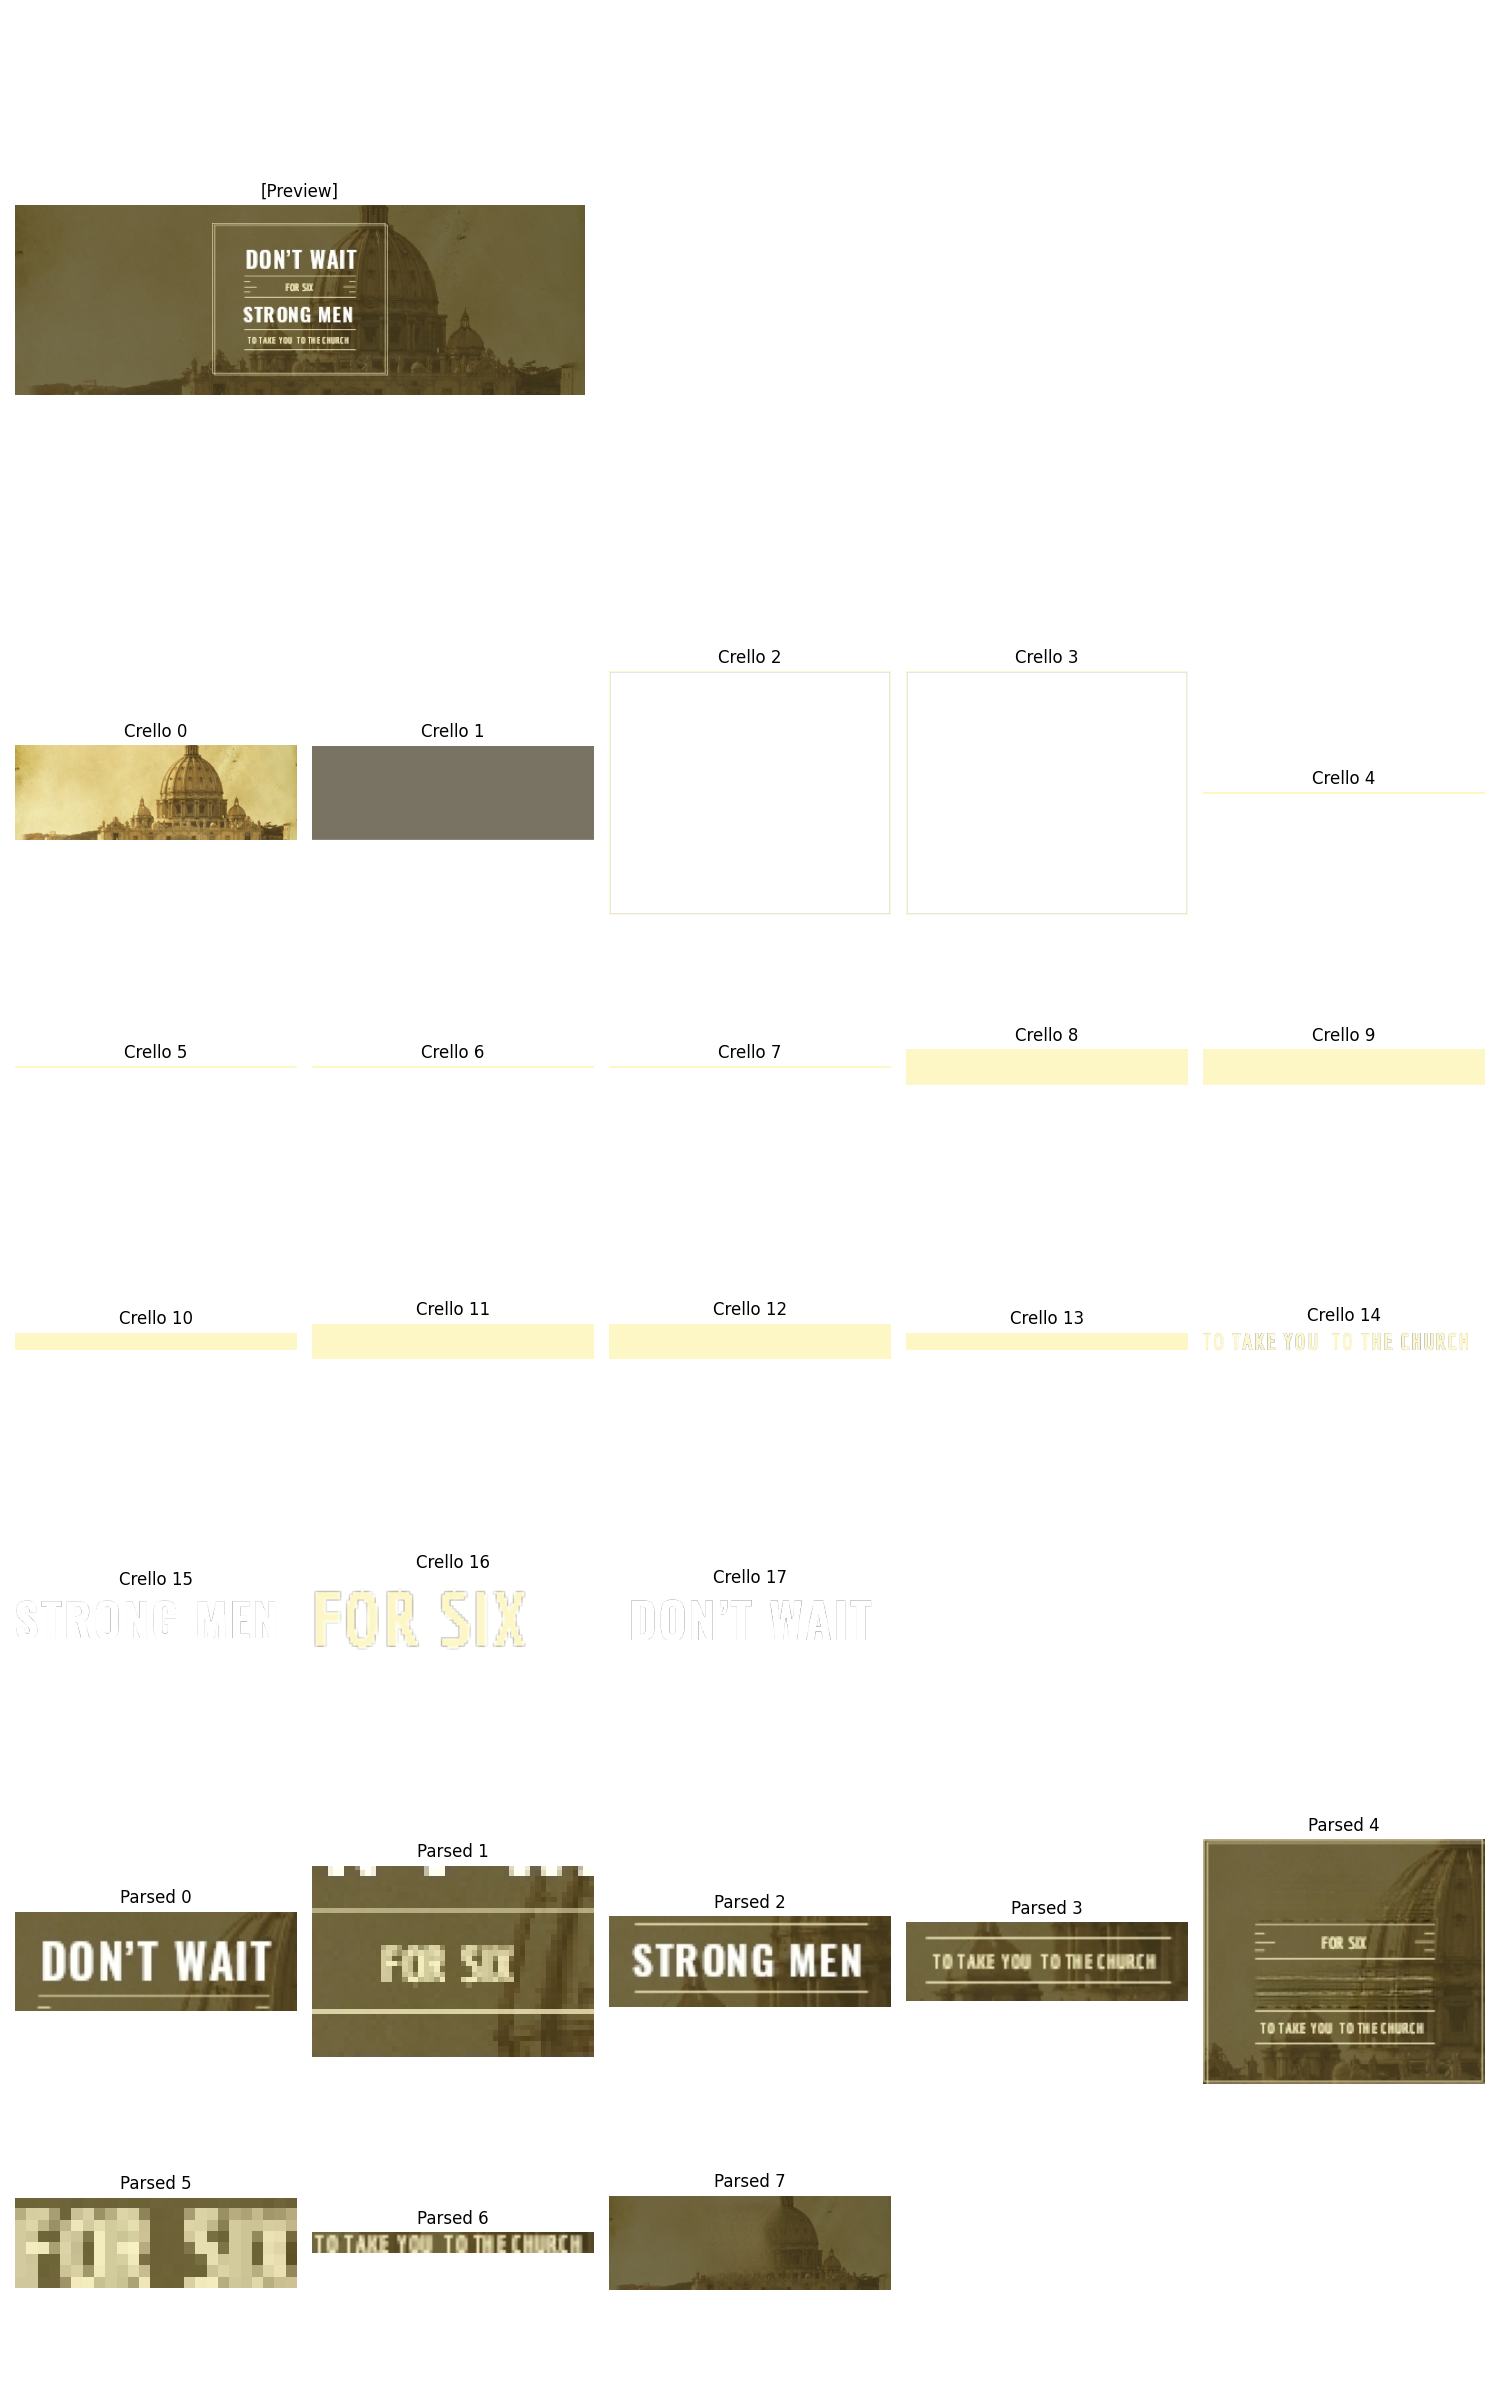 [Preview]
DON'T WAIT
FOR SIX
STRONG MEN
TO TAKE YOU TO THE CHURCH
Crello 0
Crello 1
Crello 2
Crello 3
Crello 4
Crello 5
Crello 6
Crello 7
Crello 8
Crello 9
Crello 10
Crello 11
Crello 12
Crello 13
Crello 14
TO TAKE YOU TO THE CHURCH
Crello 15
STRONG MEN
Crello 16
FOR SIX
Crello 17
DON'T WAIT
Parsed 0
DON'T WAIT
Parsed 1
FOR SIX
Parsed 2
STRONG MEN
Parsed 3
TO TAKE YOU TO THE CHURCH
Parsed 4
FOR SIX
TO TAKE YOU TO THE CHURCH
Parsed 5
FOR SIX
Parsed 6
TO TAKE YOU TO THE CHURCH
Parsed 7